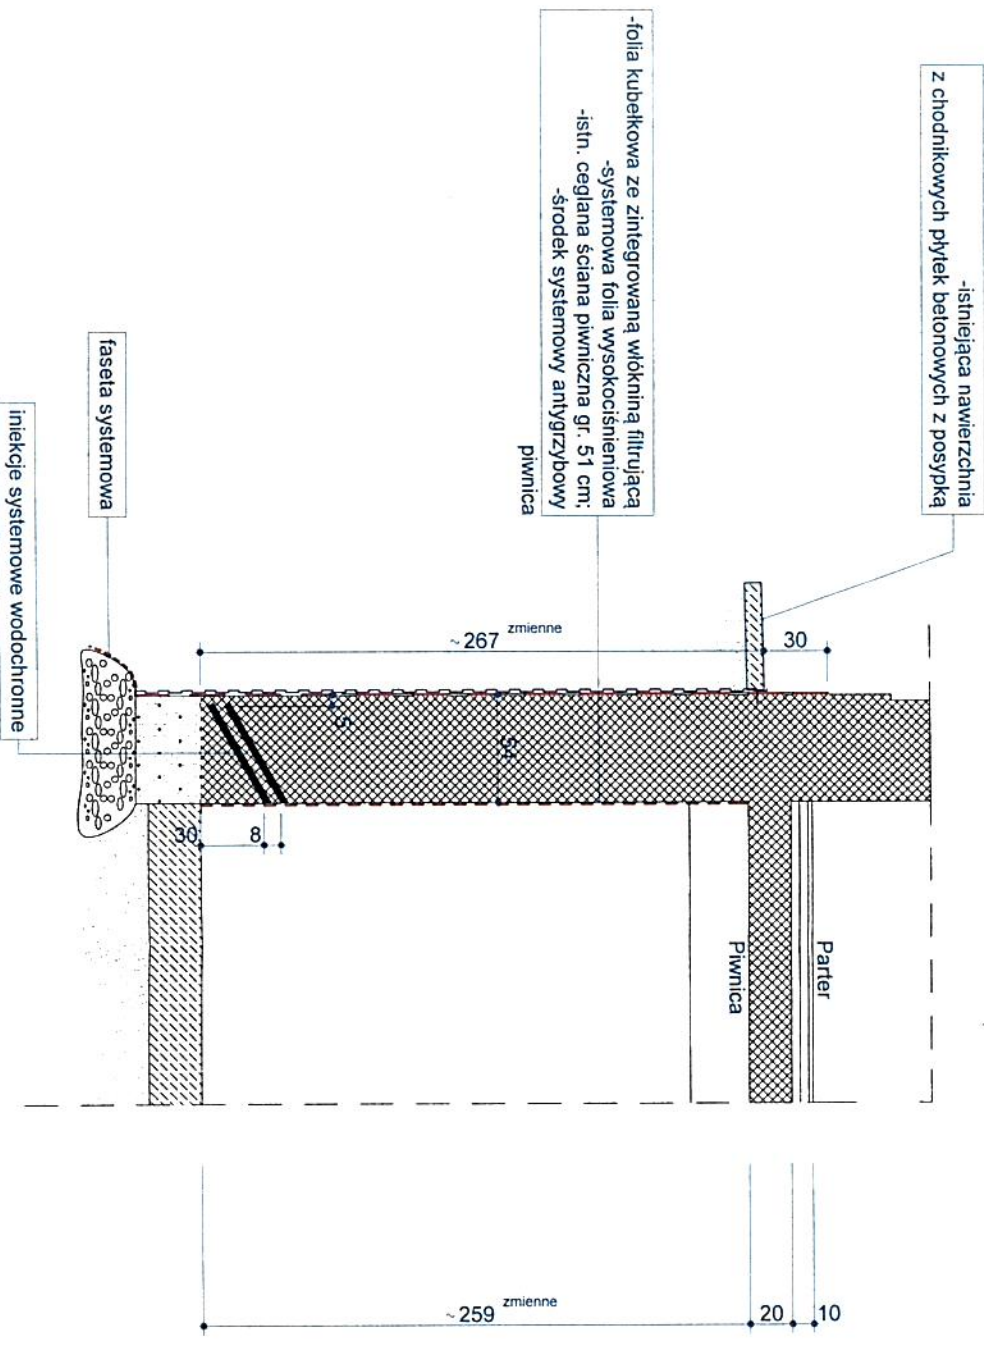 -istniejąca nawierzchnia
z chodnikowych płytek betonowych z posypką
-folia kubełkowa ze zintegrowaną włókniną filtrującą
-systemowa folia wysokociśnieniowa
-istn. ceglana ściana piwniczna gr. 51 cm;
-środek systemowy antygrzybowy
piwnica
faseta systemowa
iniekcje systemowe wodochronne
30
zmienne
~267
5
30
8
Parter
Piwnica
10
20
zmienne
~259